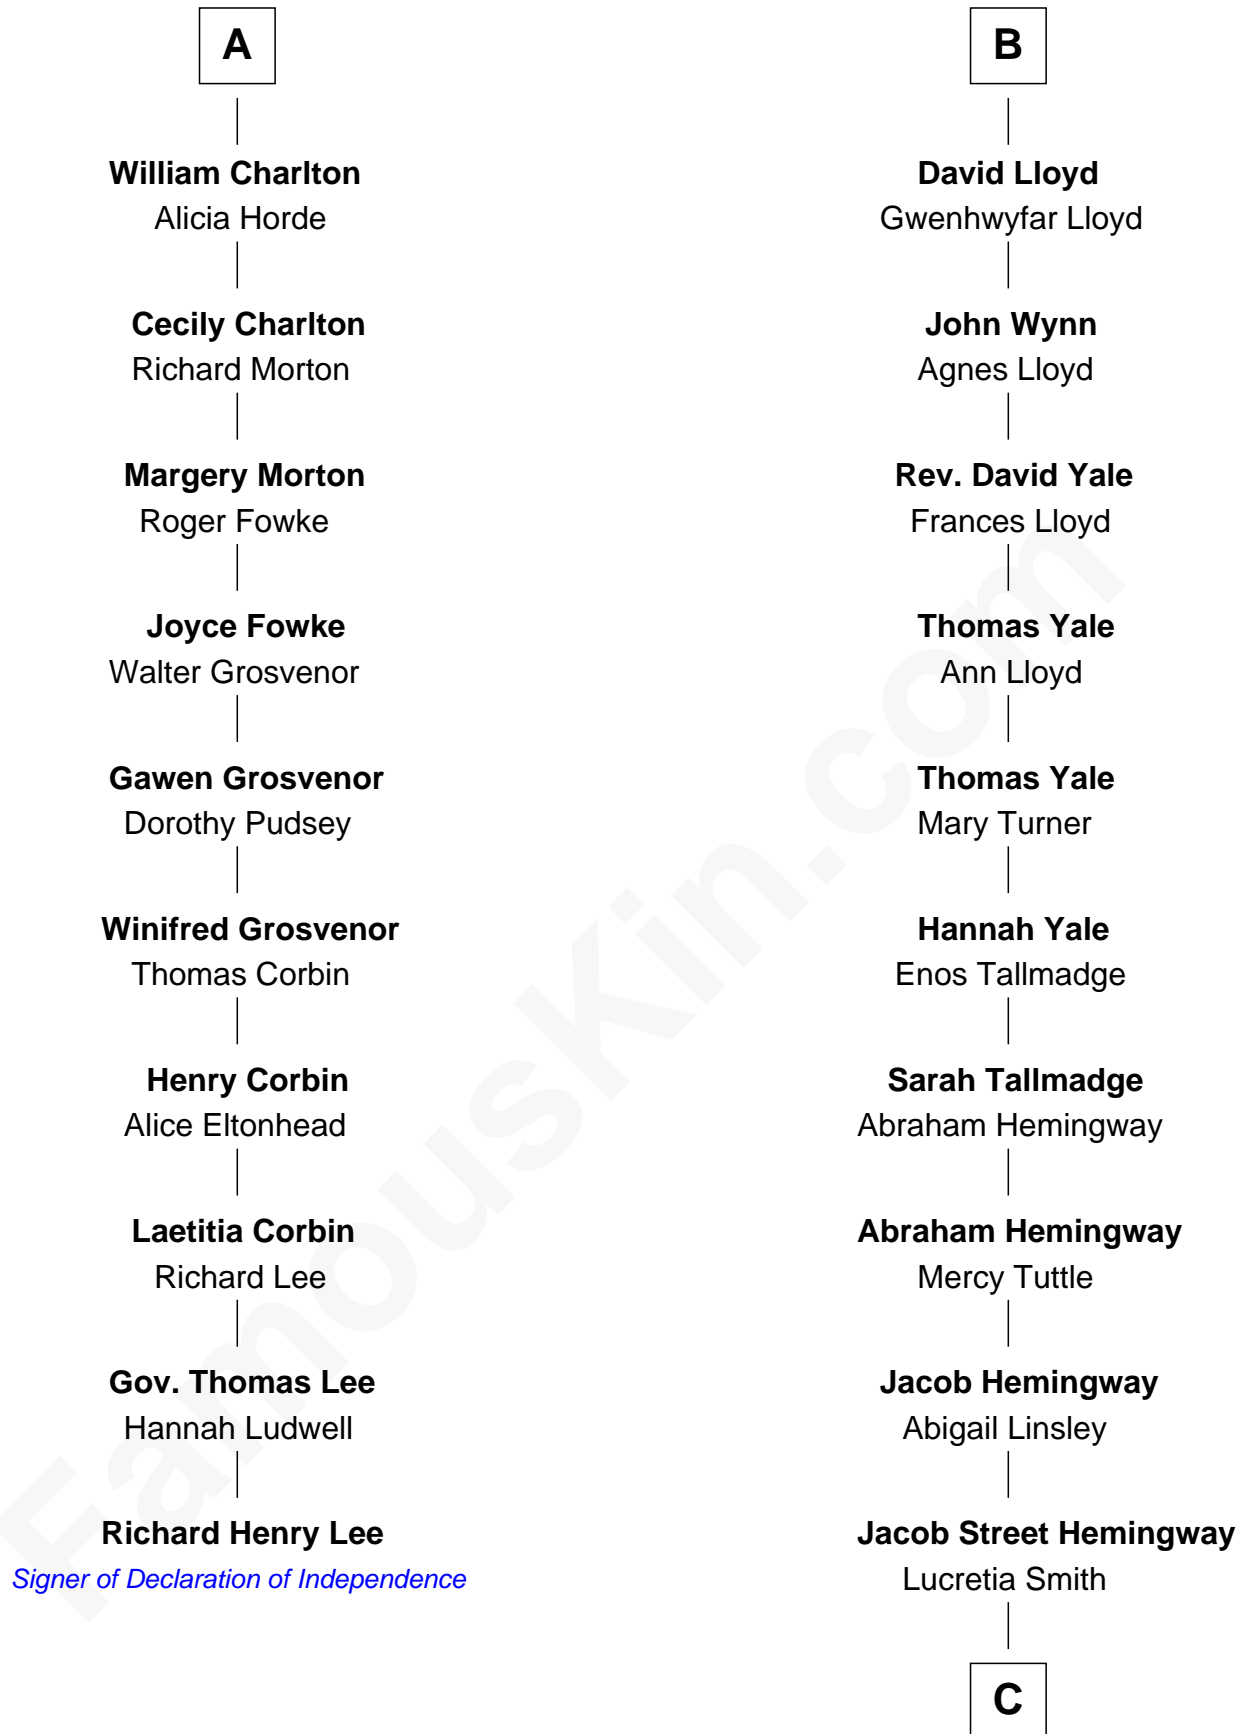 A
William Charlton
Alicia Horde
Cecily Charlton
Richard Morton
Margery Morton
Roger Fowke
Joyce Fowke
Walter Grosvenor
Gawen Grosvenor
Dorothy Pudsey
Winifred Grosvenor
Thomas Corbin
Henry Corbin
Alice Eltonhead
Laetitia Corbin
Richard Lee
Gov. Thomas Lee
Hannah Ludwell
Richard Henry Lee
Signer of Declaration of Independence
B
David Lloyd
Gwenhwyfar Lloyd
John Wynn
Agnes Lloyd
Rev. David Yale
Frances Lloyd
Thomas Yale
Ann Lloyd
Thomas Yale
Mary Turner
Hannah Yale
Enos Tallmadge
Sarah Tallmadge
Abraham Hemingway
Abraham Hemingway
Mercy Tuttle
Jacob Hemingway
Abigail Linsley
Jacob Street Hemingway
Lucretia Smith
C
FamousKin.com